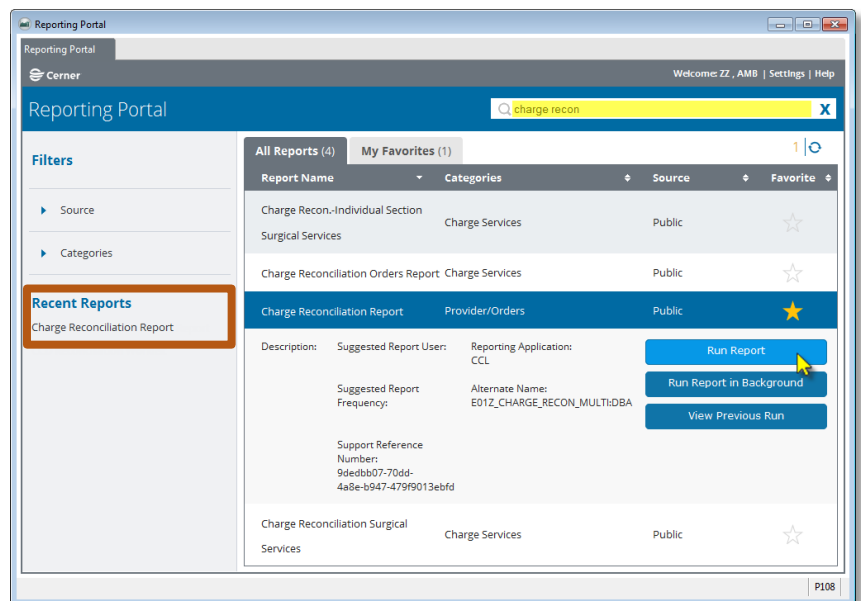 Reporting Portal
Reporting Portal
Cerner
Welcome: ZZ , AMB | Settings | Help
Reporting Portal
charge recon
X
Filters
Source
Categories
Recent Reports
Charge Reconciliation Report
All Reports (4)
My Favorites (1)
1
Report Name
Categories
Source
Favorite
Charge Recon.-Individual Section
Surgical Services
Charge Services
Public
Charge Reconciliation Orders Report
Charge Services
Public
Charge Reconciliation Report
Provider/Orders
Public
Description:
Suggested Report User:
Reporting Application:
CCL
Suggested Report
Frequency:
Alternate Name:
E01Z_CHARGE_RECON_MULTI:DBA
Support Reference
Number:
9dedbb07-70dd-
4a8e-b947-479f9013ebfd
Run Report
Run Report in Background
View Previous Run
Charge Reconciliation Surgical
Services
Charge Services
Public
P108